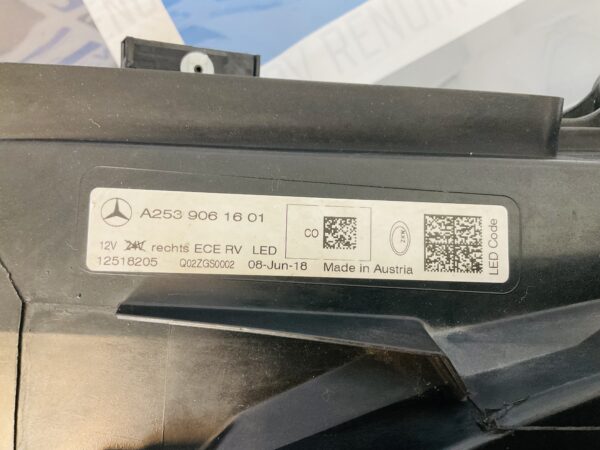 A253 906 16 01
12V 24V rechts ECE RV LED
12518205 Q02ZGS0002 08-Jun-18 Made in Austria
CO
ZKW
LED Code